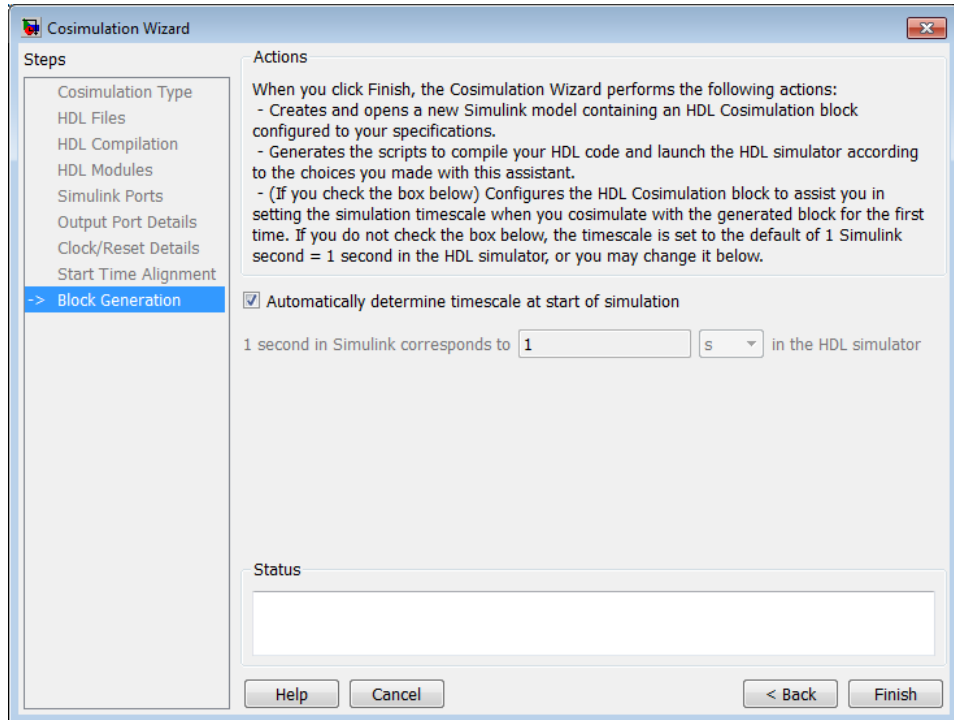 Cosimulation Wizard
Steps
Cosimulation Type
HDL Files
HDL Compilation
HDL Modules
Simulink Ports
Output Port Details
Clock/Reset Details
Start Time Alignment
-> Block Generation
Actions
When you click Finish, the Cosimulation Wizard performs the following actions:
- Creates and opens a new Simulink model containing an HDL Cosimulation block
configured to your specifications.
- Generates the scripts to compile your HDL code and launch the HDL simulator according
to the choices you made with this assistant.
- (If you check the box below) Configures the HDL Cosimulation block to assist you in
setting the simulation timescale when you cosimulate with the generated block for the first
time. If you do not check the box below, the timescale is set to the default of 1 Simulink
second = 1 second in the HDL simulator, or you may change it below.
Automatically determine timescale at start of simulation
1 second in Simulink corresponds to 1 s in the HDL simulator
Status
Help Cancel < Back Finish